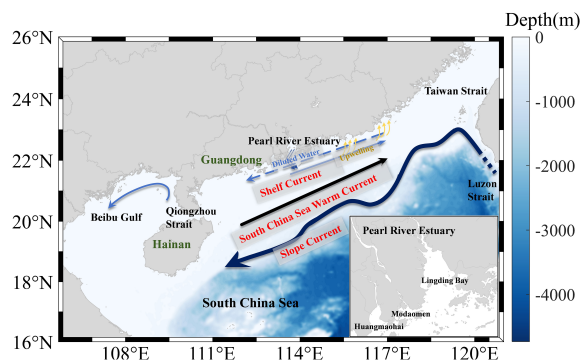 Depth(m)
26°N
24°N
22°N
20°N
18°N
16°N
108°E
111°E
114°E
117°E
120°E
0
-1000
-2000
-3000
-4000
Taiwan Strait
Pearl River Estuary
Guangdong
Diluted Water
Upwelling
Shelf Current
South China Sea Warm Current
Slope Current
Luzon
Strait
Beibu Gulf
Qiongzhou
Strait
Hainan
South China Sea
Pearl River Estuary
Lingding Bay
Modaomen
Huangmaohai